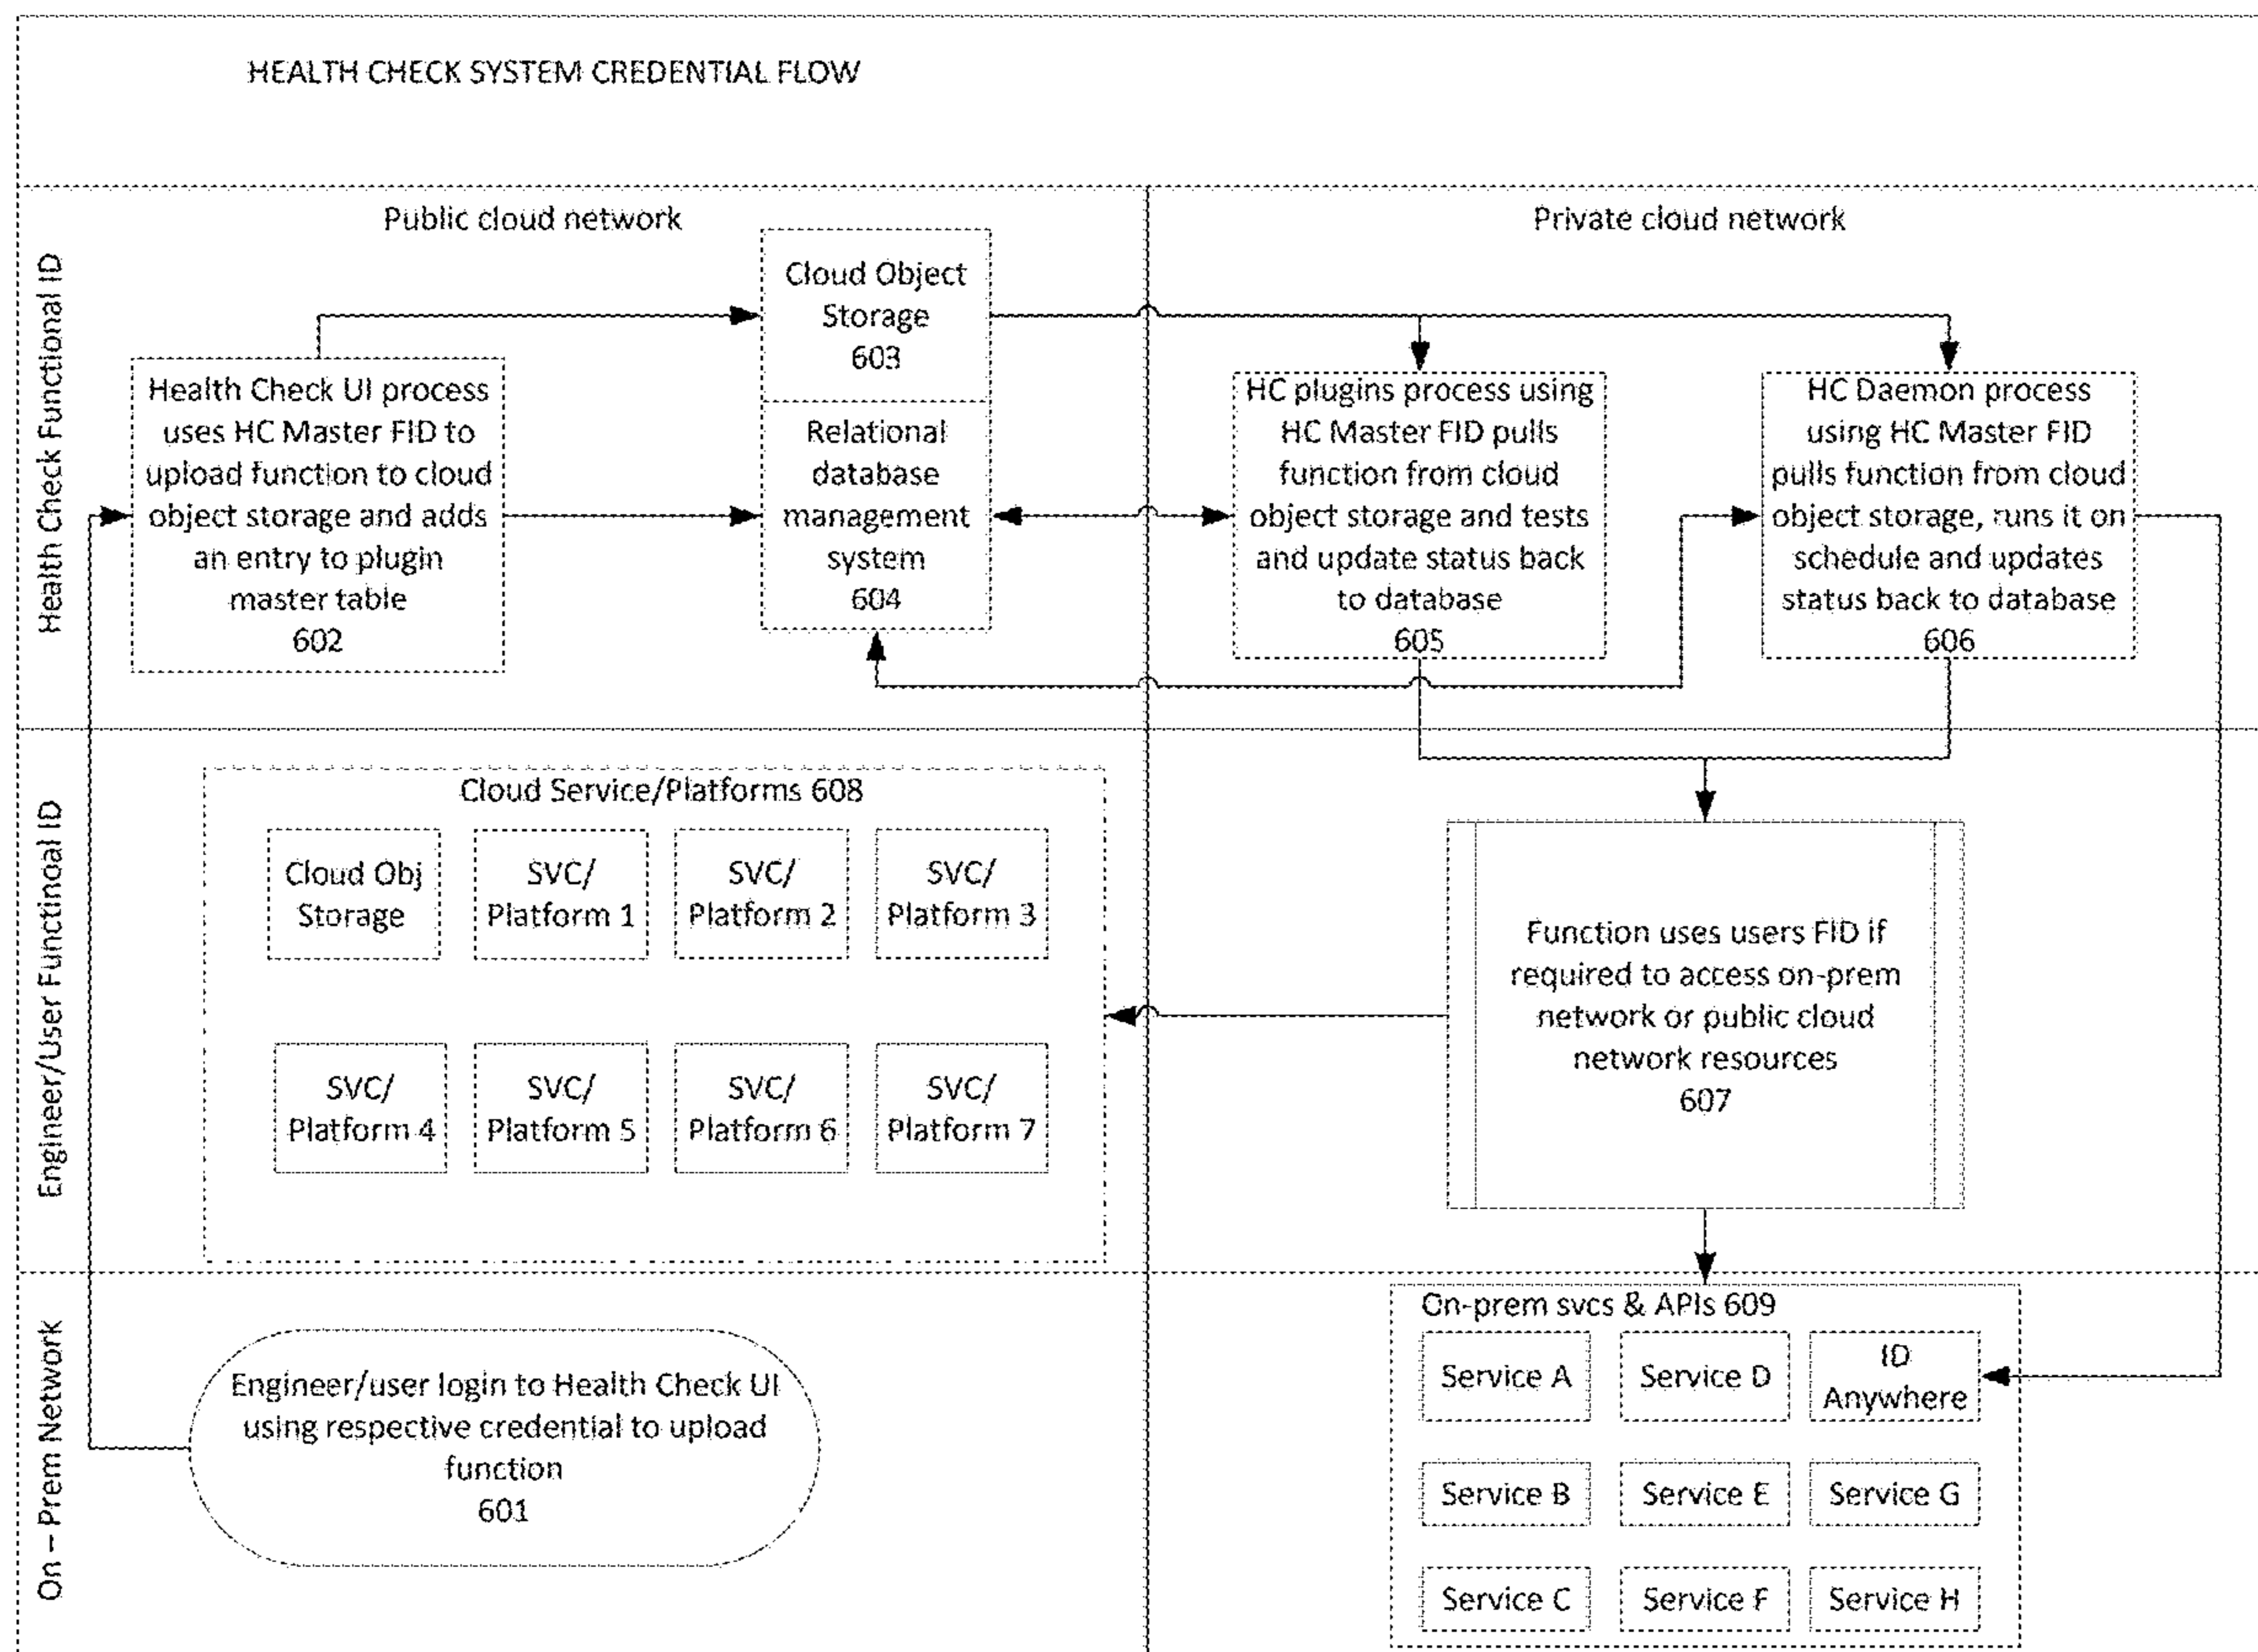 HEALTH CHECK SYSTEM CREDENTIAL FLOW
Public cloud network
Private cloud network
Health Check Functional ID
Cloud Object
Storage
603
Health Check UI process
uses HC Master FID to
upload function to cloud
object storage and adds
an entry to plugin
master table
602
Relational
database
management
system
604
HC plugins process using
HC Master FID pulls
function from cloud
object storage and tests
and update status back
to database
605
HC Daemon process
using HC Master FID
pulls function from cloud
object storage, runs it on
schedule and updates
status back to database
606
Engineer/User Functinoal ID
Cloud Service/Platforms 608
Cloud Obj
Storage
SVC/
Platform 1
SVC/
Platform 2
SVC/
Platform 3
SVC/
Platform 4
SVC/
Platform 5
SVC/
Platform 6
SVC/
Platform 7
Function uses users FID if
required to access on-prem
network or public cloud
network resources
607
On – Prem Network
Engineer/user login to Health Check UI
using respective credential to upload
function
601
On-prem svcs & APIs 609
Service A
Service D
ID
Anywhere
Service B
Service E
Service G
Service C
Service F
Service H